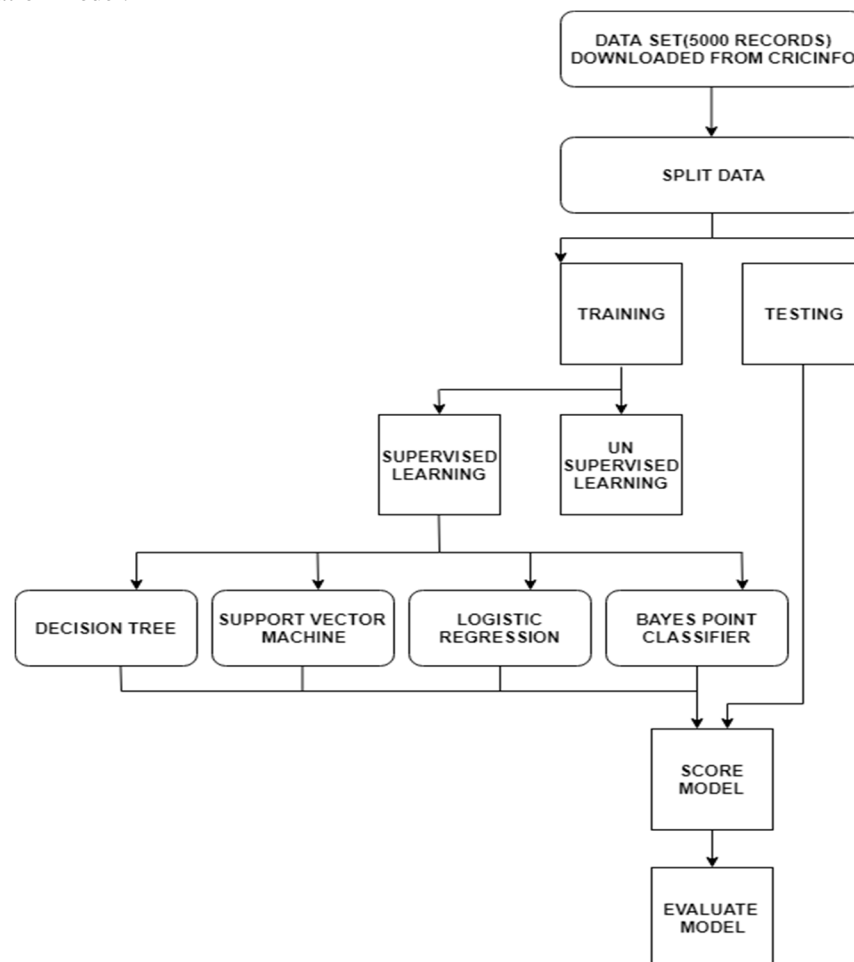 DATA SET(5000 RECORDS)
DOWNLOADED FROM CRICINFO
SPLIT DATA
TRAINING
TESTING
SUPERVISED
LEARNING
UN
SUPERVISED
LEARNING
DECISION TREE
SUPPORT VECTOR
MACHINE
LOGISTIC
REGRESSION
BAYES POINT
CLASSIFIER
SCORE
MODEL
EVALUATE
MODEL